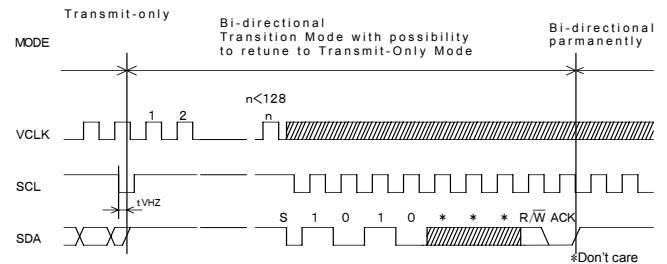 Transmit-only
Bi-directional
Transition Mode with possibility
to retune to Transmit-Only Mode
Bi-directional
parmanently
MODE
n<128
1 2 n
VCLK
SCL
tVHZ
S 1 0 1 0 * * * R/W ACK
SDA
*Don't care